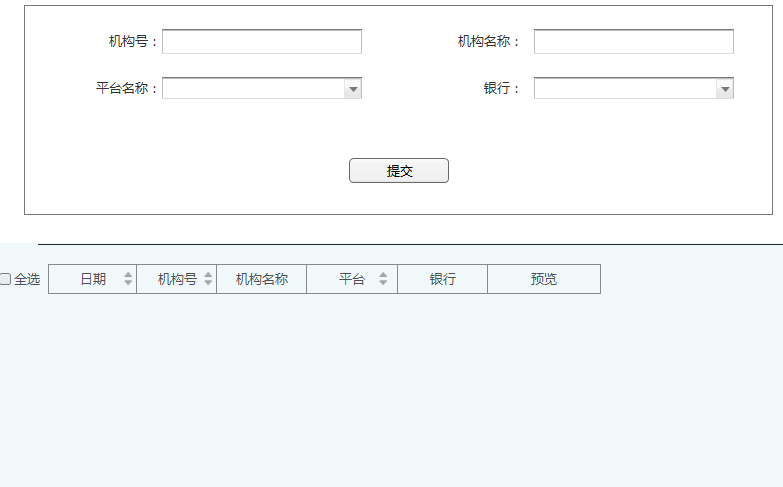 机构号： 机构名称：
平台名称： 银行：
提交
全选 日期 机构号 机构名称 平台 银行 预览